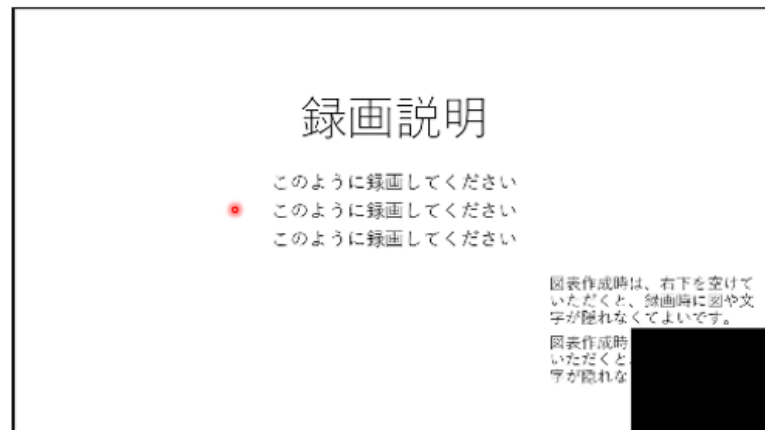 録画説明
このように録画してください
このように録画してください
このように録画してください
図表作成時は、右下を空けて
いただくと、録画時に図や文
字が隠れなくてよいです。
図表作成時
いただくと、
字が隠れな